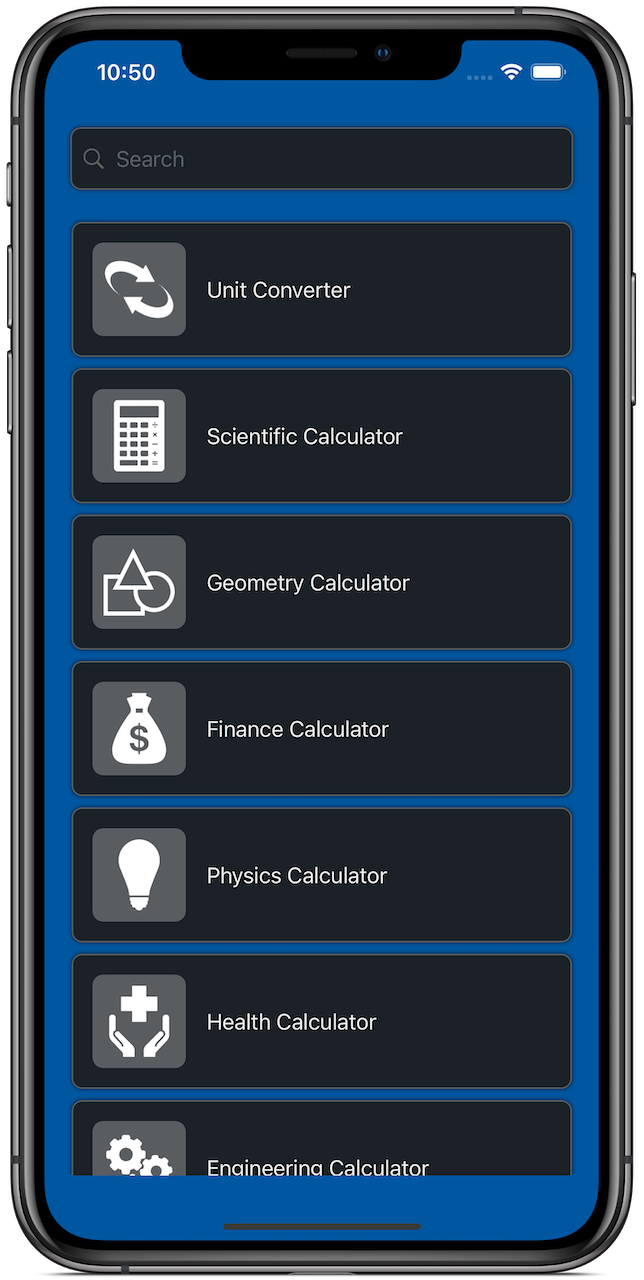 10:50
Search
Unit Converter
Scientific Calculator
Geometry Calculator
$
Finance Calculator
Physics Calculator
Health Calculator
Engineering Calculator